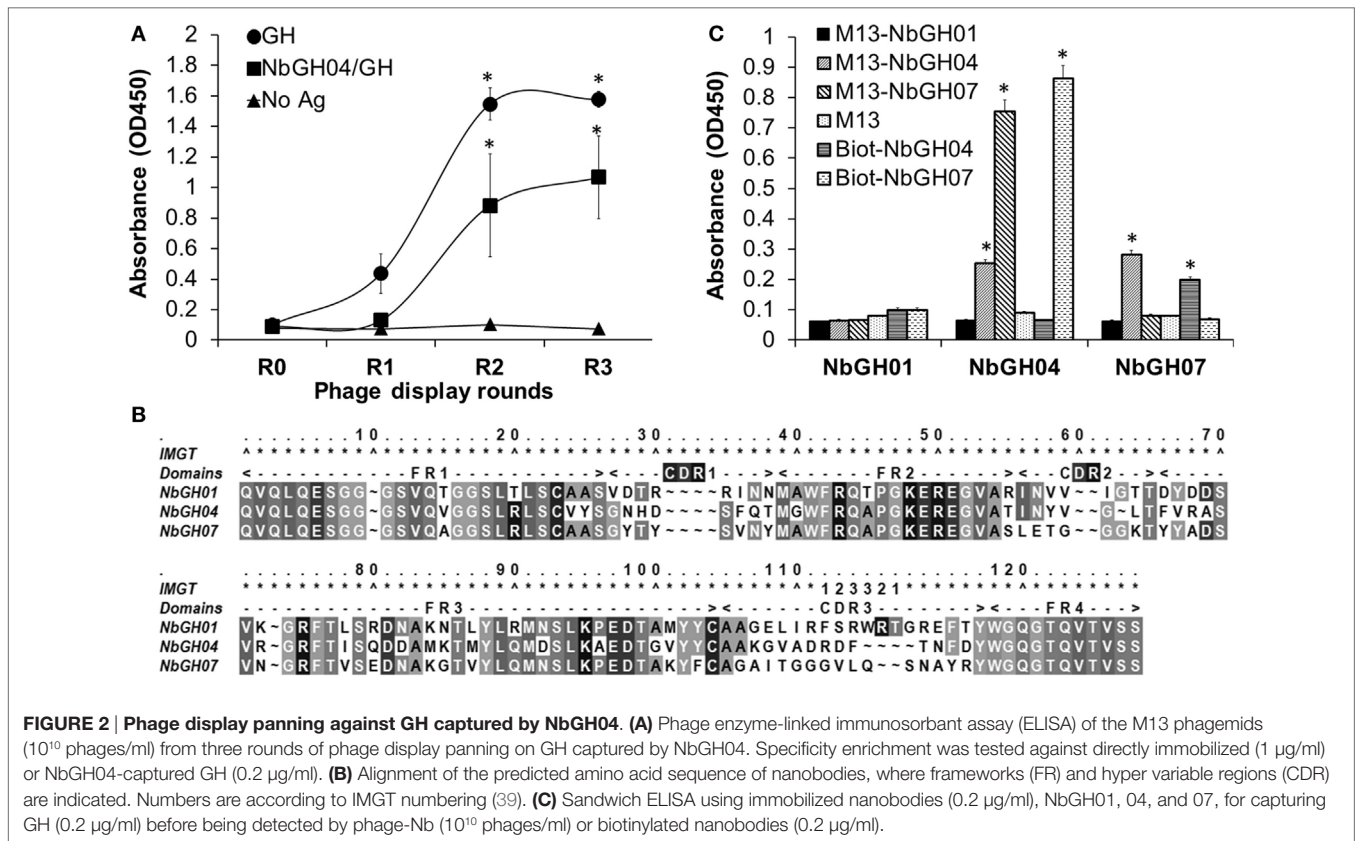 A
GH
NbGH04/GH
No Ag
Absorbance (OD450)
2
1.8
1.6
1.4
1.2
1
0.8
0.6
0.4
0.2
0
* *
* *
R0 R1 R2 R3
Phage display rounds
C
M13-NbGH01
M13-NbGH04
M13-NbGH07
M13
Biot-NbGH04
Biot-NbGH07
Absorbance (OD450)
1
0.9
0.8
0.7
0.6
0.5
0.4
0.3
0.2
0.1
0
* * * * *
NbGH01 NbGH04 NbGH07
B
10 20 30 40 50 60 70
IMGT
Domains <- FR1 -><- CDR1 -><- FR2 -><- CDR2 -><-
NbGH01 QVQLQESGG~GSVQTGGSLTLSCAASVDTR~~~~RINNMAWFRQTPGKEREGVARINVV~~IGTTDYDDS
NbGH04 QVQLQESGG~GSVQVGGSLRLSCVYSGNHD~~~~SFQTMGWFRQAPGKEREGVATINYV~~G~LTFVRAS
NbGH07 QVQLQESGG~GSVQAGGSLRLSCAASGYTY~~~~SVNYMAWFRQAPGKEREGVASLETG~~GGKTYYADS
80 90 100 110 120
IMGT 123321
Domains - FR3 -><- CDR3 -><- FR4 ->
NbGH01 VK~GRFTLSRDNAKNTLYLRMNSLKPEDTAMYYCAAGELIRFSRWRTGREFTYWGQGTQVTVSS
NbGH04 VR~GRFTISQDDAMKTMYLQMDSLKAEDTGVYYCAAKGVADRDF~~~~TNFDYWGQGTQVTVSS
NbGH07 VN~GRFTVSEDNAKGTVYLQMNSLKPEDTAKYFCAGAITGGGVLQ~~SNAYRYWGQGTQVTVSS
FIGURE 2 | Phage display panning against GH captured by NbGH04. (A) Phage enzyme-linked immunosorbant assay (ELISA) of the M13 phagemids
(10¹⁰ phages/ml) from three rounds of phage display panning on GH captured by NbGH04. Specificity enrichment was tested against directly immobilized (1 µg/ml)
or NbGH04-captured GH (0.2 µg/ml). (B) Alignment of the predicted amino acid sequence of nanobodies, where frameworks (FR) and hyper variable regions (CDR)
are indicated. Numbers are according to IMGT numbering (39). (C) Sandwich ELISA using immobilized nanobodies (0.2 µg/ml), NbGH01, 04, and 07, for capturing
GH (0.2 µg/ml) before being detected by phage-Nb (10¹⁰ phages/ml) or biotinylated nanobodies (0.2 µg/ml).